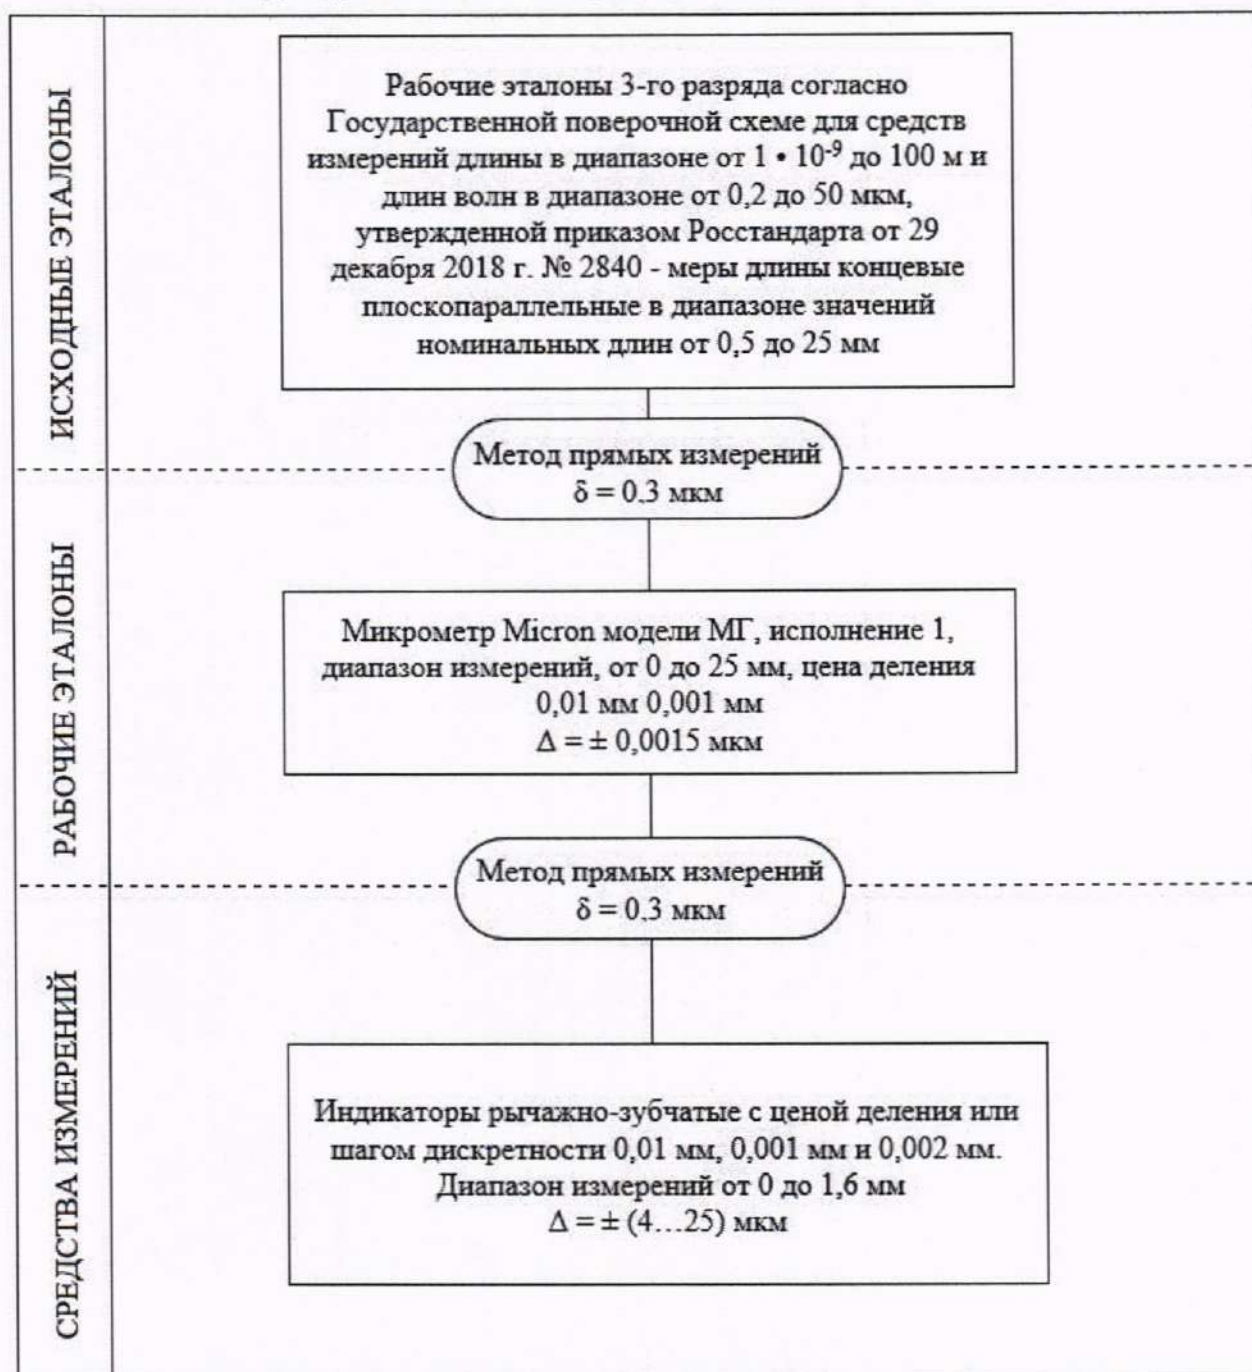 ИСХОДНЫЕ ЭТАЛОНЫ
Рабочие эталоны 3-го разряда согласно
Государственной поверочной схеме для средств
измерений длины в диапазоне от 1 • 10⁻⁹ до 100 м и
длин волн в диапазоне от 0,2 до 50 мкм,
утвержденной приказом Росстандарта от 29
декабря 2018 г. № 2840 - меры длины концевые
плоскопараллельные в диапазоне значений
номинальных длин от 0,5 до 25 мм
Метод прямых измерений
δ = 0,3 мкм
РАБОЧИЕ ЭТАЛОНЫ
Микрометр Micron модели МГ, исполнение 1,
диапазон измерений, от 0 до 25 мм, цена деления
0,01 мм 0,001 мм
Δ = ± 0,0015 мкм
Метод прямых измерений
δ = 0,3 мкм
СРЕДСТВА ИЗМЕРЕНИЙ
Индикаторы рычажно-зубчатые с ценой деления или
шагом дискретности 0,01 мм, 0,001 мм и 0,002 мм.
Диапазон измерений от 0 до 1,6 мм
Δ = ± (4...25) мкм